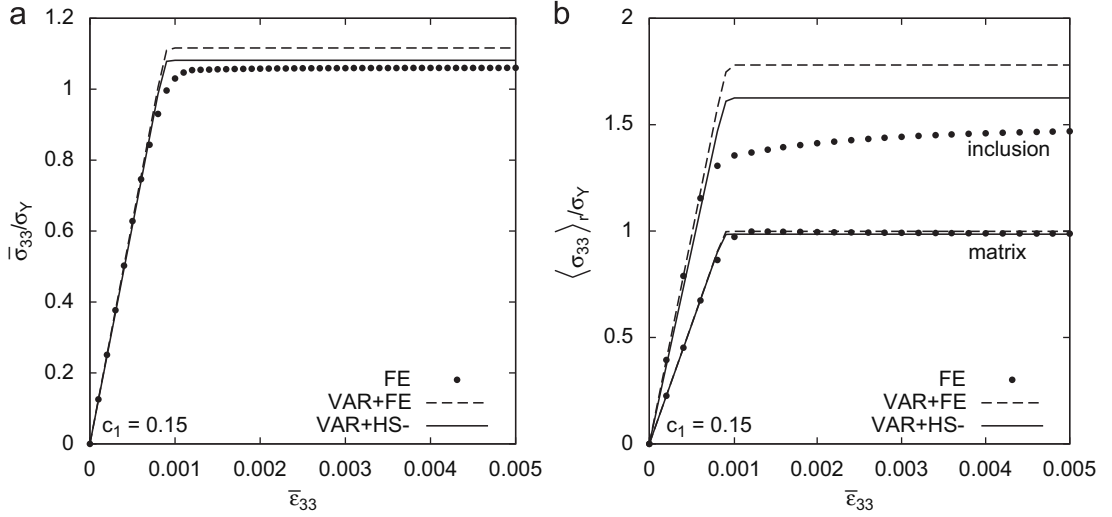 a
1.2
1
0.8
0.6
0.4
0.2
0
σ̅₃₃/σ_Y
FE
VAR+FE
VAR+HS-
c₁ = 0.15
0 0.001 0.002 0.003 0.004 0.005
ε̅₃₃
b
2
1.5
1
0.5
0
⟨σ₃₃⟩ᵣ/σ_Y
inclusion
matrix
FE
VAR+FE
VAR+HS-
c₁ = 0.15
0 0.001 0.002 0.003 0.004 0.005
ε̅₃₃